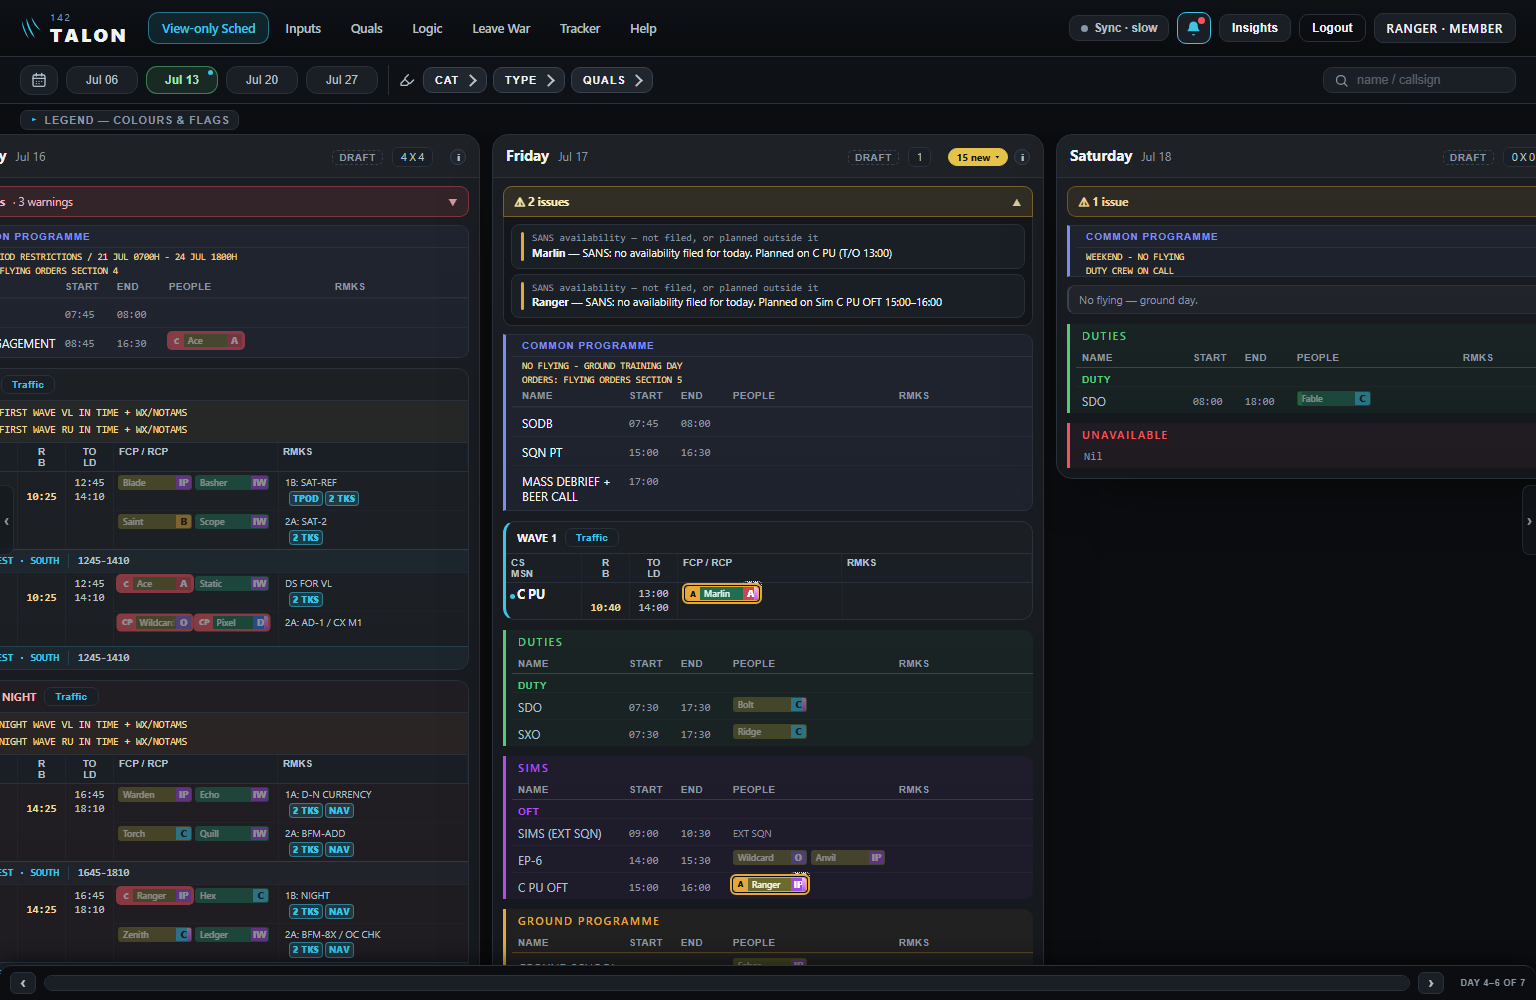 142
TALON
View-only Sched
Inputs
Quals
Logic
Leave War
Tracker
Help
Sync · slow
Insights
Logout
RANGER · MEMBER
Jul 06
Jul 13
Jul 20
Jul 27
CAT
TYPE
QUALS
name / callsign
LEGEND — COLOURS & FLAGS
y Jul 16
DRAFT
4 X 4
i
s · 3 warnings
ON PROGRAMME
IOD RESTRICTIONS / 21 JUL 0700H - 24 JUL 1800H
FLYING ORDERS SECTION 4
START END PEOPLE RMKS
07:45 08:00
GAGEMENT 08:45 16:30 C Ace A
Traffic
FIRST WAVE VL IN TIME + WX/NOTAMS
FIRST WAVE RU IN TIME + WX/NOTAMS
R TO FCP / RCP RMKS
B LD
12:45 Blade IP Basher IW 1B: SAT-REF
10:25 14:10 TPOD 2 TKS
Saint B Scope IW 2A: SAT-2
2 TKS
EST · SOUTH 1245-1410
12:45 C Ace A Static IW DS FOR VL
10:25 14:10 2 TKS
CP Wildcar O CP Pixel D 2A: AD-1 / CX M1
EST · SOUTH 1245-1410
NIGHT Traffic
NIGHT WAVE VL IN TIME + WX/NOTAMS
NIGHT WAVE RU IN TIME + WX/NOTAMS
R TO FCP / RCP RMKS
B LD
16:45 Warden IP Echo IW 1A: D-N CURRENCY
14:25 18:10 2 TKS NAV
Torch C Quill IW 2A: BFM-ADD
2 TKS NAV
EST · SOUTH 1645-1810
16:45 C Ranger IP Hex C 1B: NIGHT
14:25 18:10 2 TKS NAV
Zenith C Ledger IW 2A: BFM-8X / OC CHK
2 TKS NAV
Friday Jul 17
DRAFT
1
15 new
i
2 issues
SANS availability — not filed, or planned outside it
Marlin — SANS: no availability filed for today. Planned on C PU (T/O 13:00)
SANS availability — not filed, or planned outside it
Ranger — SANS: no availability filed for today. Planned on Sim C PU OFT 15:00–16:00
COMMON PROGRAMME
NO FLYING - GROUND TRAINING DAY
ORDERS: FLYING ORDERS SECTION 5
NAME START END PEOPLE RMKS
SODB 07:45 08:00
SQN PT 15:00 16:30
MASS DEBRIEF + 17:00
BEER CALL
WAVE 1 Traffic
CS R TO FCP / RCP RMKS
MSN B LD
C PU 13:00 A Marlin A
10:40 14:00
DUTIES
NAME START END PEOPLE RMKS
DUTY
SDO 07:30 17:30 Bolt C
SXO 07:30 17:30 Ridge C
SIMS
NAME START END PEOPLE RMKS
OFT
SIMS (EXT SQN) 09:00 10:30 EXT SQN
EP-6 14:00 15:30 Wildcard O Anvil IP
C PU OFT 15:00 16:00 A Ranger IP
GROUND PROGRAMME
NAME START END PEOPLE RMKS
Saturday Jul 18
DRAFT
0 X 0
1 issue
COMMON PROGRAMME
WEEKEND - NO FLYING
DUTY CREW ON CALL
No flying — ground day.
DUTIES
NAME START END PEOPLE RMKS
DUTY
SDO 08:00 18:00 Fable C
UNAVAILABLE
Nil
DAY 4–6 OF 7